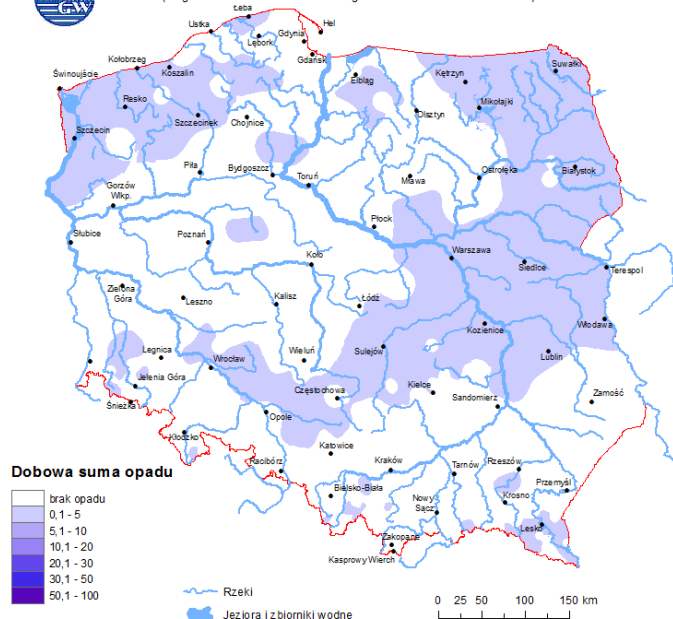 GW
Łeba
Ustka
Hel
Lębork
Gdynia
Gdańsk
Kołobrzeg
Koszalin
Świnoujście
Elbląg
Kętrzyn
Suwałki
Resko
Szczecinek
Chojnice
Olsztyn
Mikołajki
Szczecin
Piła
Bydgoszcz
Toruń
Mława
Ostrołęka
Białystok
Gorzów
Wlkp.
Płock
Słubice
Poznań
Koło
Warszawa
Siedlce
Terespol
Zielona
Góra
Leszno
Kalisz
Łódź
Kozienice
Włodawa
Legnica
Wrocław
Wieluń
Sulejów
Lublin
Jelenia Góra
Śnieżka
Częstochowa
Kielce
Sandomierz
Zamość
Opole
Kłodzko
Katowice
Racibórz
Kraków
Tarnów
Rzeszów
Przemyśl
Bielsko-Biała
Nowy
Sącz
Krosno
Lesko
Zakopane
Kasprowy Wierch
Dobowa suma opadu
brak opadu
0,1 - 5
5,1 - 10
10,1 - 20
20,1 - 30
30,1 - 50
50,1 - 100
Rzeki
Jeziora i zbiorniki wodne
0 25 50 100 150 km